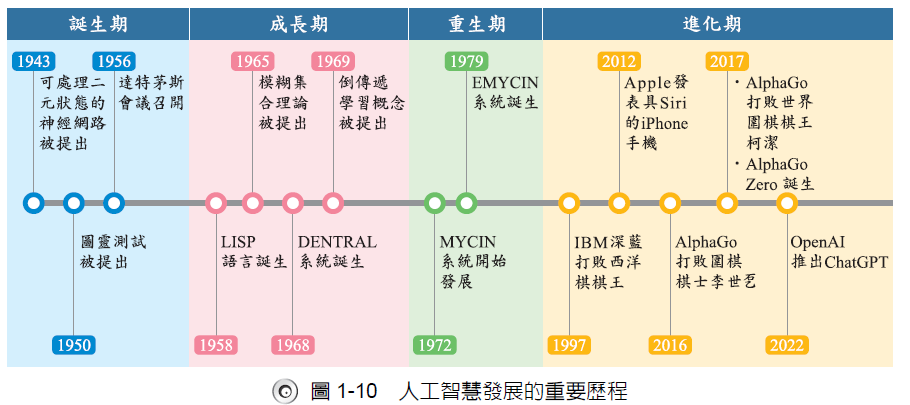 誕生期
成長期
重生期
進化期
1943
可處理二
元狀態的
神經網路
被提出
1956
達特茅斯
會議召開
1965
模糊集
合理論
被提出
1969
倒傳遞
學習概念
被提出
1979
EMYCIN
系統誕生
2012
Apple發
表具Siri
的iPhone
手機
2017
・AlphaGo
打敗世界
圍棋棋王
柯潔
・AlphaGo
Zero 誕生
圖靈測試
被提出
1950
LISP
語言誕生
1958
DENTRAL
系統誕生
1968
MYCIN
系統開始
發展
1972
IBM深藍
打敗西洋
棋棋王
1997
AlphaGo
打敗圍棋
棋士李世乭
2016
OpenAI
推出ChatGPT
2022
圖 1-10 人工智慧發展的重要歷程